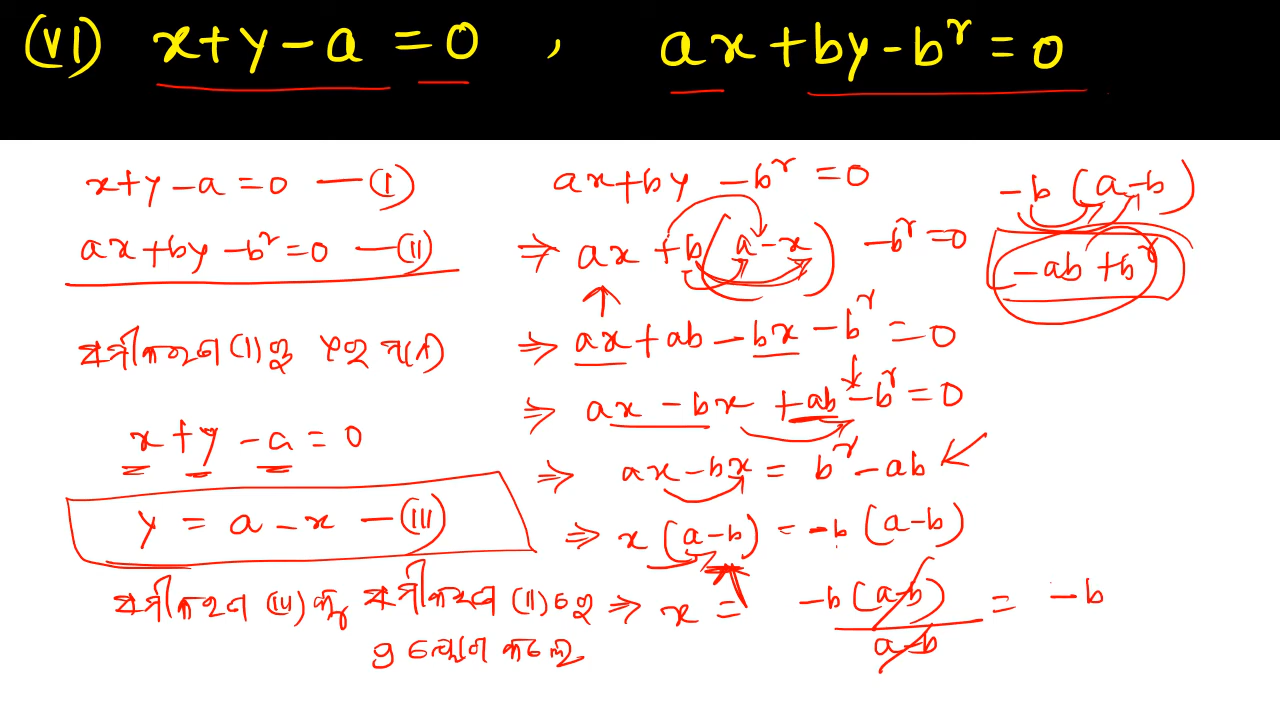 (VI) x+y-a=0 , ax+by-b²=0
x+y-a=0 —(I)
ax+by-b²=0 —(II)
ସମୀକରଣ (I) ରୁ
x+y-a=0
y = a-x —(III)
ସମୀକରଣ (III) କୁ ସମୀକରଣ (II) ରେ
ପ୍ରୟୋଗ କଲେ
ax+by-b²=0
⇒ ax+b(a-x)-b²=0
⇒ ax+ab-bx-b²=0
⇒ ax-bx+ab-b²=0
⇒ ax-bx=b²-ab
⇒ x(a-b)=-b(a-b)
⇒ x = -b(a-b)/a-b = -b
-b(a-b)
-ab+b²